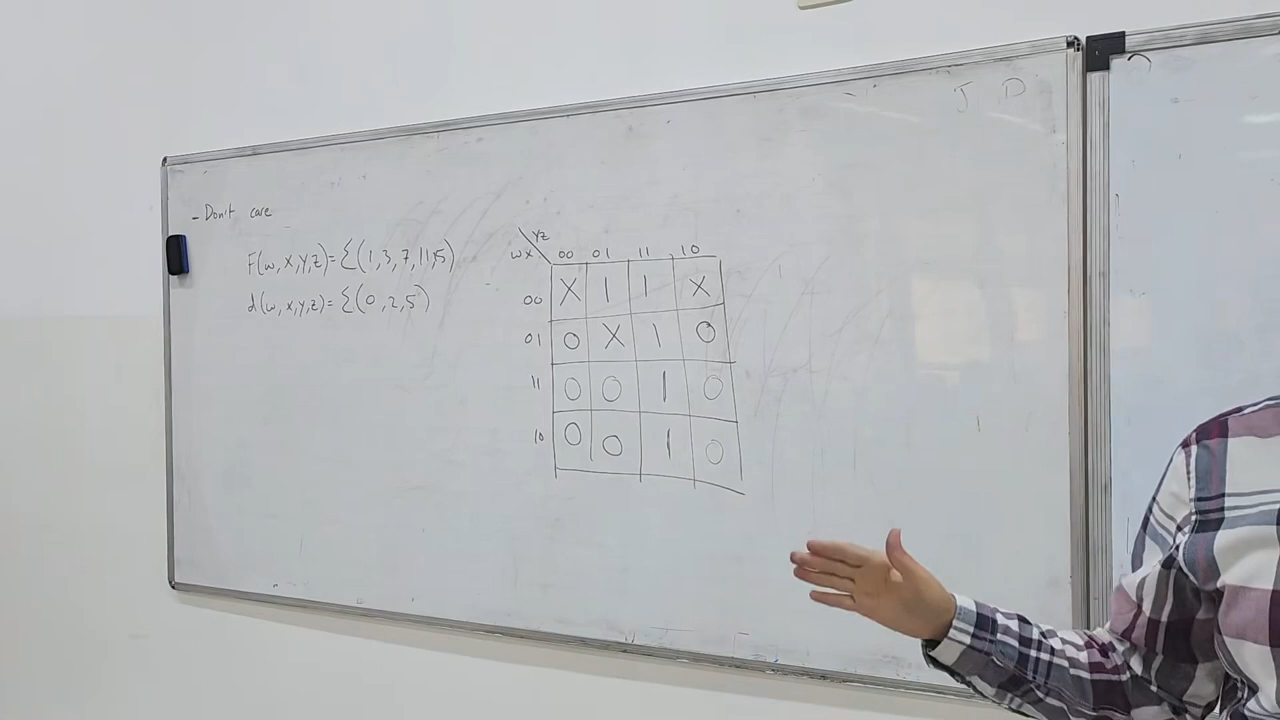 - Don't care
F(w,x,y,z)=Σ(1,3,7,11,15)
d(w,x,y,z)=Σ(0,2,5)
yz
wx 00 01 11 10
00 X 1 1 X
01 0 X 1 0
11 0 0 1 0
10 0 0 1 0
J D